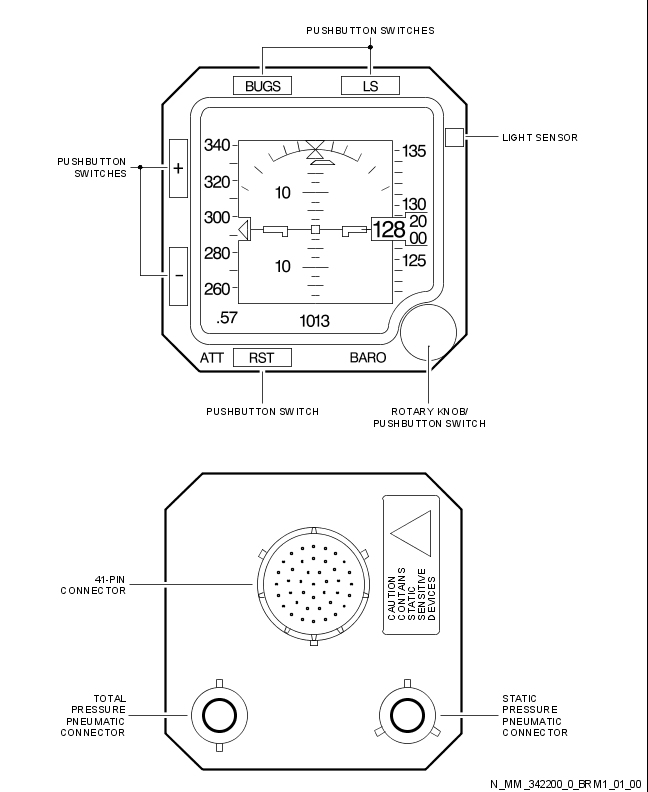 PUSHBUTTON SWITCHES
BUGS
LS
LIGHT SENSOR
PUSHBUTTON
SWITCHES
+
-
340
320
300
280
260
10
10
135
130
128
20
00
125
.57
1013
ATT
RST
BARO
PUSHBUTTON SWITCH
ROTARY KNOB/
PUSHBUTTON SWITCH
41-PIN
CONNECTOR
CAUTION
CONTAINS
STATIC
SENSITIVE
DEVICES
TOTAL
PRESSURE
PNEUMATIC
CONNECTOR
STATIC
PRESSURE
PNEUMATIC
CONNECTOR
N_MM_342200_0_BRM1_01_00